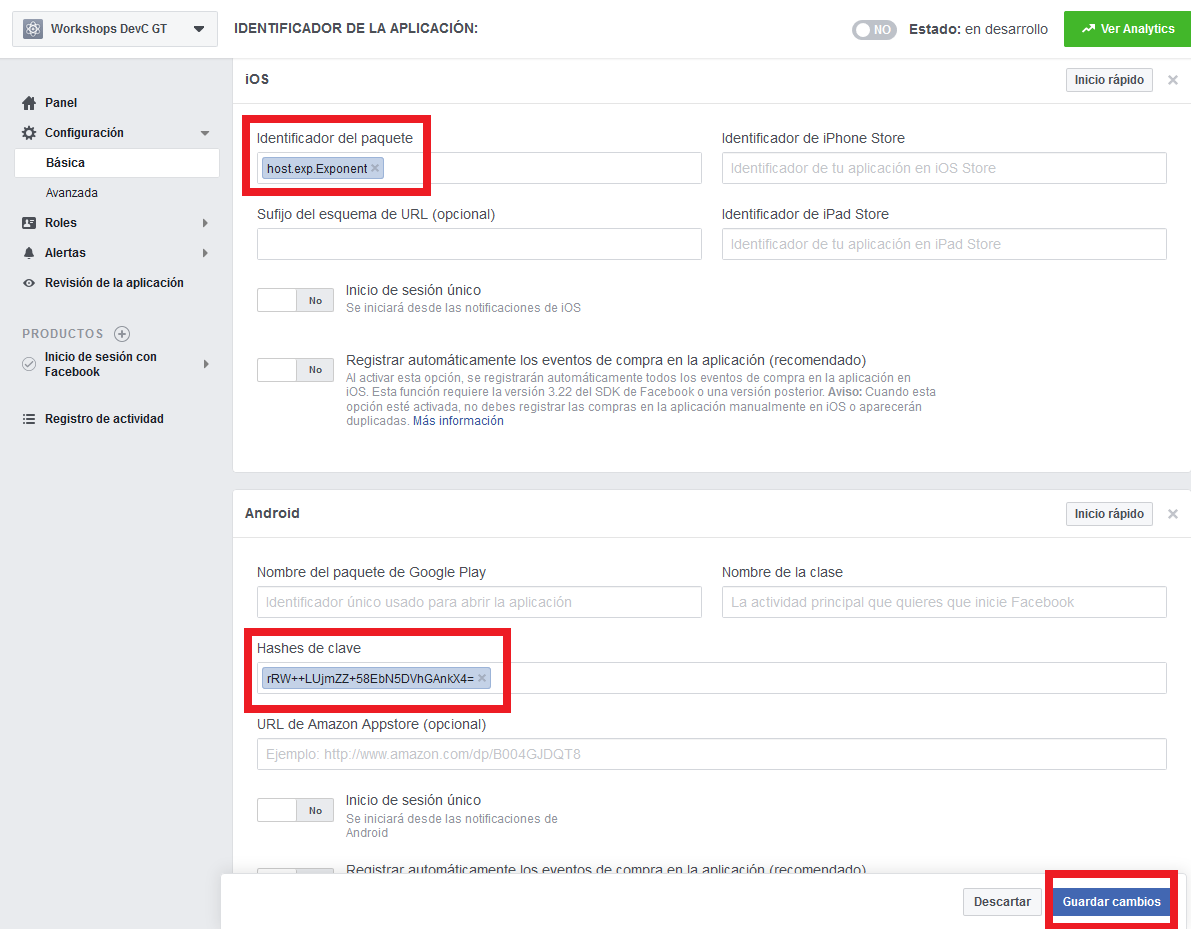 Workshops DevC GT
IDENTIFICADOR DE LA APLICACIÓN:
NO
Estado: en desarrollo
Ver Analytics
Panel
Configuración
Básica
Avanzada
Roles
Alertas
Revisión de la aplicación
PRODUCTOS
Inicio de sesión con
Facebook
Registro de actividad
iOS
Inicio rápido
Identificador del paquete
host.exp.Exponent
Identificador de iPhone Store
Identificador de tu aplicación en iOS Store
Sufijo del esquema de URL (opcional)
Identificador de iPad Store
Identificador de tu aplicación en iPad Store
No
Inicio de sesión único
Se iniciará desde las notificaciones de iOS
No
Registrar automáticamente los eventos de compra en la aplicación (recomendado)
Al activar esta opción, se registrarán automáticamente todos los eventos de compra en la aplicación en
iOS. Esta función requiere la versión 3.22 del SDK de Facebook o una versión posterior. Aviso: Cuando esta
opción esté activada, no debes registrar las compras en la aplicación manualmente en iOS o aparecerán
duplicadas. Más información
Android
Inicio rápido
Nombre del paquete de Google Play
Identificador único usado para abrir la aplicación
Nombre de la clase
La actividad principal que quieres que inicie Facebook
Hashes de clave
rRW++LUjmZZ+58EbN5DVhGAnkX4=
URL de Amazon Appstore (opcional)
Ejemplo: http://www.amazon.com/dp/B004GJDQT8
No
Inicio de sesión único
Se iniciará desde las notificaciones de
Android
Registrar automáticamente los eventos de compra en la aplicación (recomendado)
Descartar
Guardar cambios